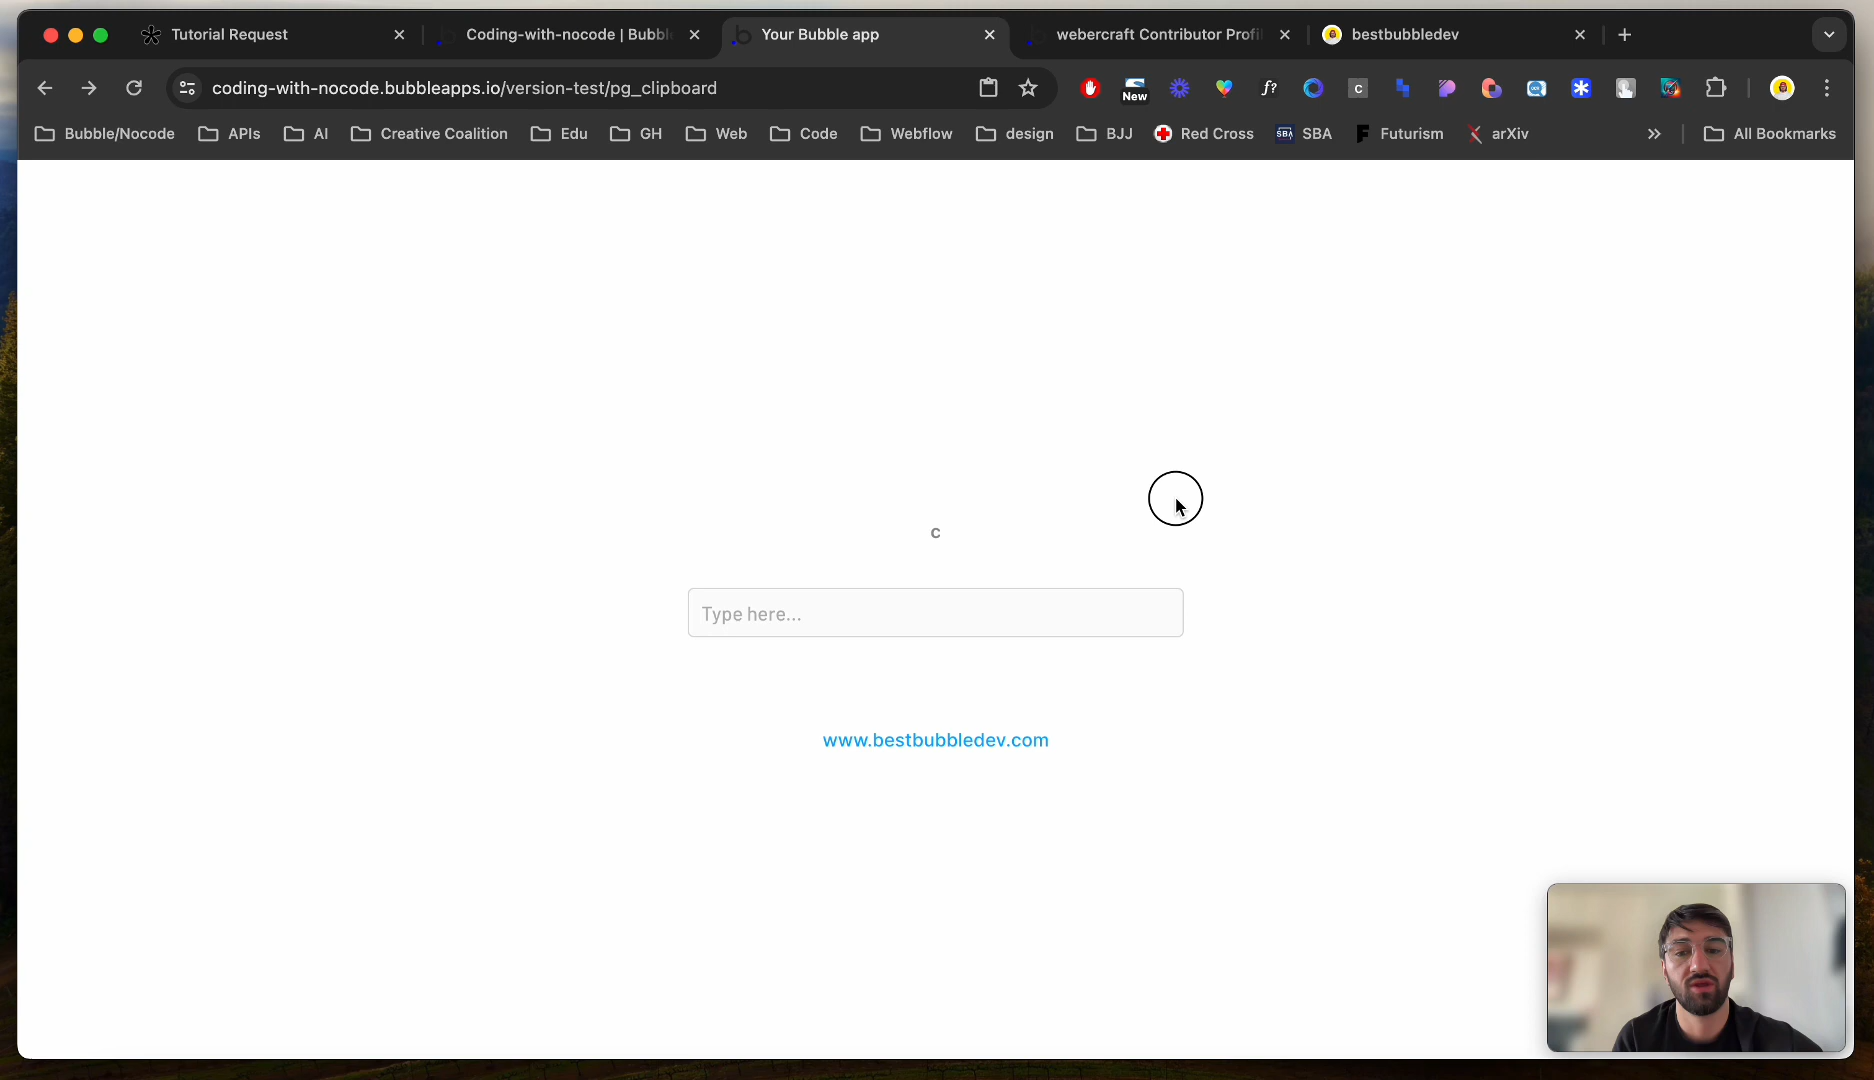 Tutorial Request
Coding-with-nocode | Bubbl
Your Bubble app
webercraft Contributor Profi
bestbubbledev
coding-with-nocode.bubbleapps.io/version-test/pg_clipboard
New
f?
C
Bubble/Nocode
APIs
AI
Creative Coalition
Edu
GH
Web
Code
Webflow
design
BJJ
Red Cross
SBA
SBA
Futurism
arXiv
All Bookmarks
c
Type here...
www.bestbubbledev.com